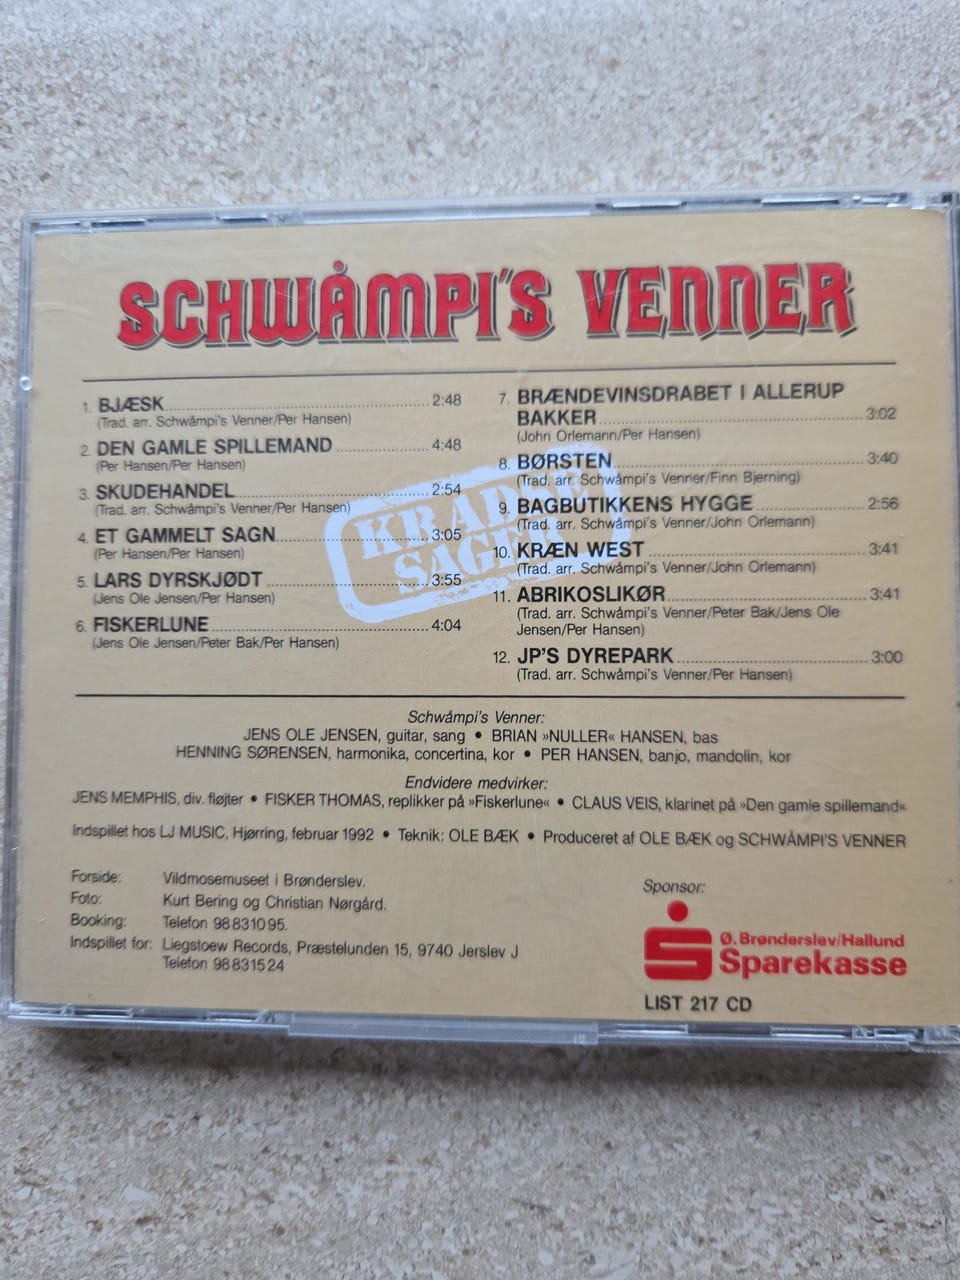 SCHWÅMPI'S VENNER
1. BJÆSK 2:48
(Trad. arr. Schwåmpi's Venner/Per Hansen)
2. DEN GAMLE SPILLEMAND 4:48
(Per Hansen/Per Hansen)
3. SKUDEHANDEL 2:54
(Trad. arr. Schwåmpi's Venner/Per Hansen)
4. ET GAMMELT SAGN 3:05
(Per Hansen/Per Hansen)
5. LARS DYRSKJØDT 3:55
(Jens Ole Jensen/Per Hansen)
6. FISKERLUNE 4:04
(Jens Ole Jensen/Peter Bak/Per Hansen)
7. BRÆNDEVINSDRABET I ALLERUP
BAKKER 3:02
(John Orlemann/Per Hansen)
8. BØRSTEN 3:40
(Trad. arr. Schwåmpi's Venner/Finn Bjerning)
9. BAGBUTIKKENS HYGGE 2:56
(Trad. arr. Schwåmpi's Venner/John Orlemann)
10. KRÆN WEST 3:41
(Trad. arr. Schwåmpi's Venner/John Orlemann)
11. ABRIKOSLIKØR 3:41
(Trad. arr. Schwåmpi's Venner/Peter Bak/Jens Ole
Jensen/Per Hansen)
12. JP'S DYREPARK 3:00
(Trad. arr. Schwåmpi's Venner/Per Hansen)
SAGER
Schwåmpi's Venner:
JENS OLE JENSEN, guitar, sang • BRIAN »NULLER« HANSEN, bas
HENNING SØRENSEN, harmonika, concertina, kor • PER HANSEN, banjo, mandolin, kor
Endvidere medvirker:
JENS MEMPHIS, div. fløjter • FISKER THOMAS, replikker på »Fiskerlune« • CLAUS VEIS, klarinet på »Den gamle spillemand«
Indspillet hos LJ MUSIC, Hjørring, februar 1992 • Teknik: OLE BÆK • Produceret af OLE BÆK og SCHWÅMPI'S VENNER
Forside: Vildmosemuseet i Brønderslev.
Foto: Kurt Bering og Christian Nørgård.
Booking: Telefon 98 83 10 95.
Indspillet for: Liegstoew Records, Præstelunden 15, 9740 Jerslev J
Telefon 98 83 15 24
Sponsor:
Ø. Brønderslev/Hallund
Sparekasse
LIST 217 CD